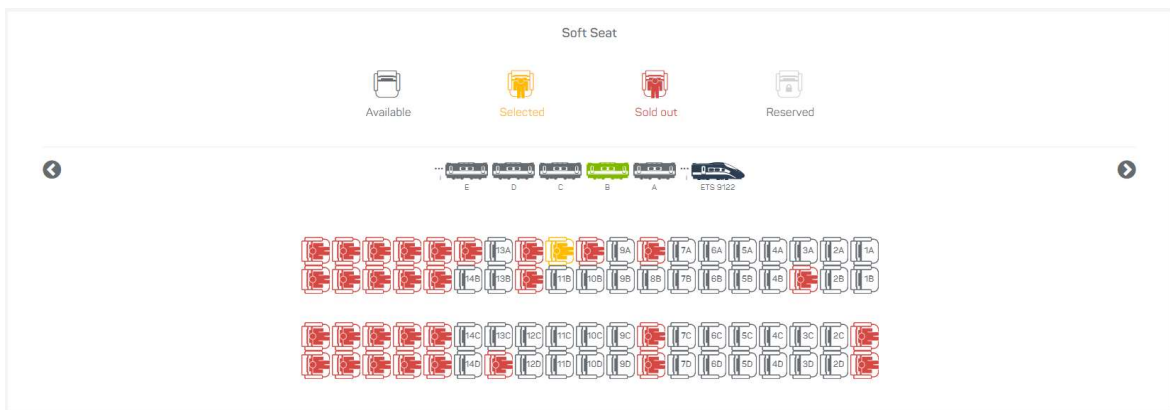 Soft Seat
Available Selected Sold out Reserved
E D C B A ETS 9122
13A 9A 7A 6A 5A 4A 3A 2A 1A
14B 13B 11B 10B 9B 8B 7B 6B 5B 4B 2B 1B
14C 13C 12C 11C 10C 9C 7C 6C 5C 4C 3C 2C
14D 12D 11D 10D 9D 7D 6D 5D 4D 3D 2D